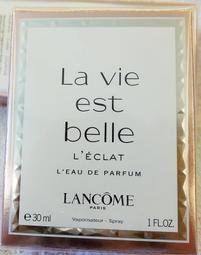 La vie
est
belle
L'ÉCLAT
L'EAU DE PARFUM
LANCÔME
PARIS
Vaporisateur - Spray
℮ 30 ml 1 FL.OZ.